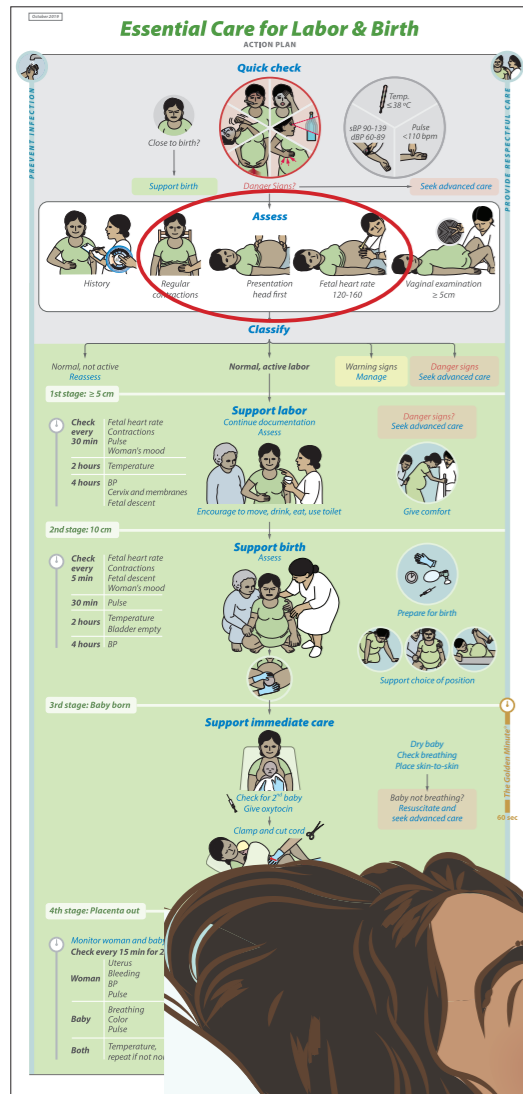 October 2019
Essential Care for Labor & Birth
ACTION PLAN
PREVENT INFECTION
PROVIDE RESPECTFUL CARE
Quick check
Close to birth?
Temp.
≤38 ºC
sBP 90-139
dBP 60-89
Pulse
<110 bpm
Support birth
Danger Signs?
Seek advanced care
Assess
History
Regular
contractions
Presentation
head first
Fetal heart rate
120-160
Vaginal examination
≥ 5cm
Classify
Normal, not active
Reassess
Normal, active labor
Warning signs
Manage
Danger signs
Seek advanced care
1st stage: ≥ 5 cm
Check
every
30 min
Fetal heart rate
Contractions
Pulse
Woman's mood
2 hours
Temperature
4 hours
BP
Cervix and membranes
Fetal descent
Support labor
Continue documentation
Assess
Encourage to move, drink, eat, use toilet
Danger signs?
Seek advanced care
Give comfort
2nd stage: 10 cm
Check
every
5 min
Fetal heart rate
Contractions
Fetal descent
Woman's mood
30 min
Pulse
2 hours
Temperature
Bladder empty
4 hours
BP
Support birth
Assess
Prepare for birth
Support choice of position
3rd stage: Baby born
Support immediate care
Check for 2nd baby
Give oxytocin
Clamp and cut cord
Dry baby
Check breathing
Place skin-to-skin
Baby not breathing?
Resuscitate and
seek advanced care
The Golden Minute®
60 sec
4th stage: Placenta out
Monitor woman and baby
Check every 15 min for 2
Woman
Uterus
Bleeding
BP
Pulse
Baby
Breathing
Color
Pulse
Both
Temperature,
repeat if not